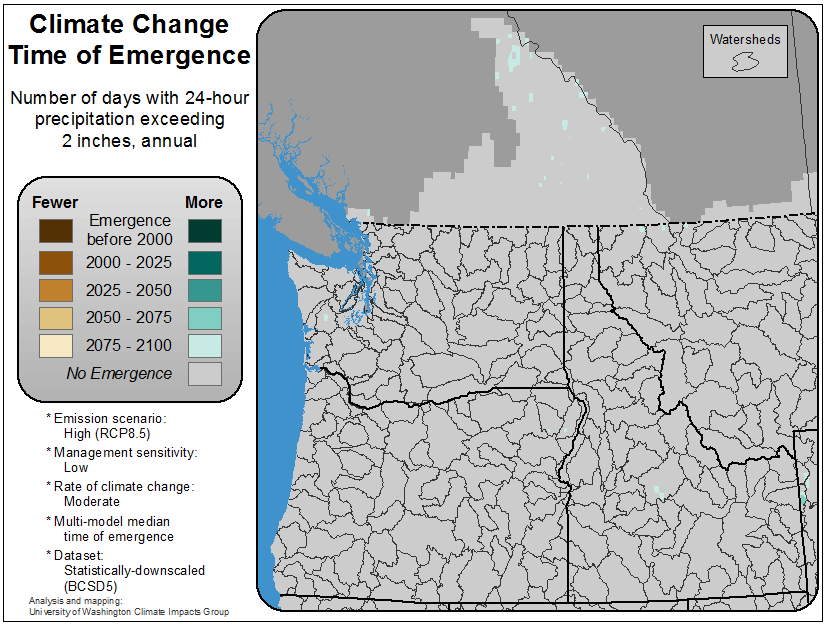 Climate Change
Time of Emergence
Number of days with 24-hour
precipitation exceeding
2 inches, annual
Fewer More
Emergence
before 2000
2000 - 2025
2025 - 2050
2050 - 2075
2075 - 2100
No Emergence
* Emission scenario:
High (RCP8.5)
* Management sensitivity:
Low
* Rate of climate change:
Moderate
* Multi-model median
time of emergence
* Dataset:
Statistically-downscaled
(BCSD5)
Analysis and mapping:
University of Washington Climate Impacts Group
Watersheds